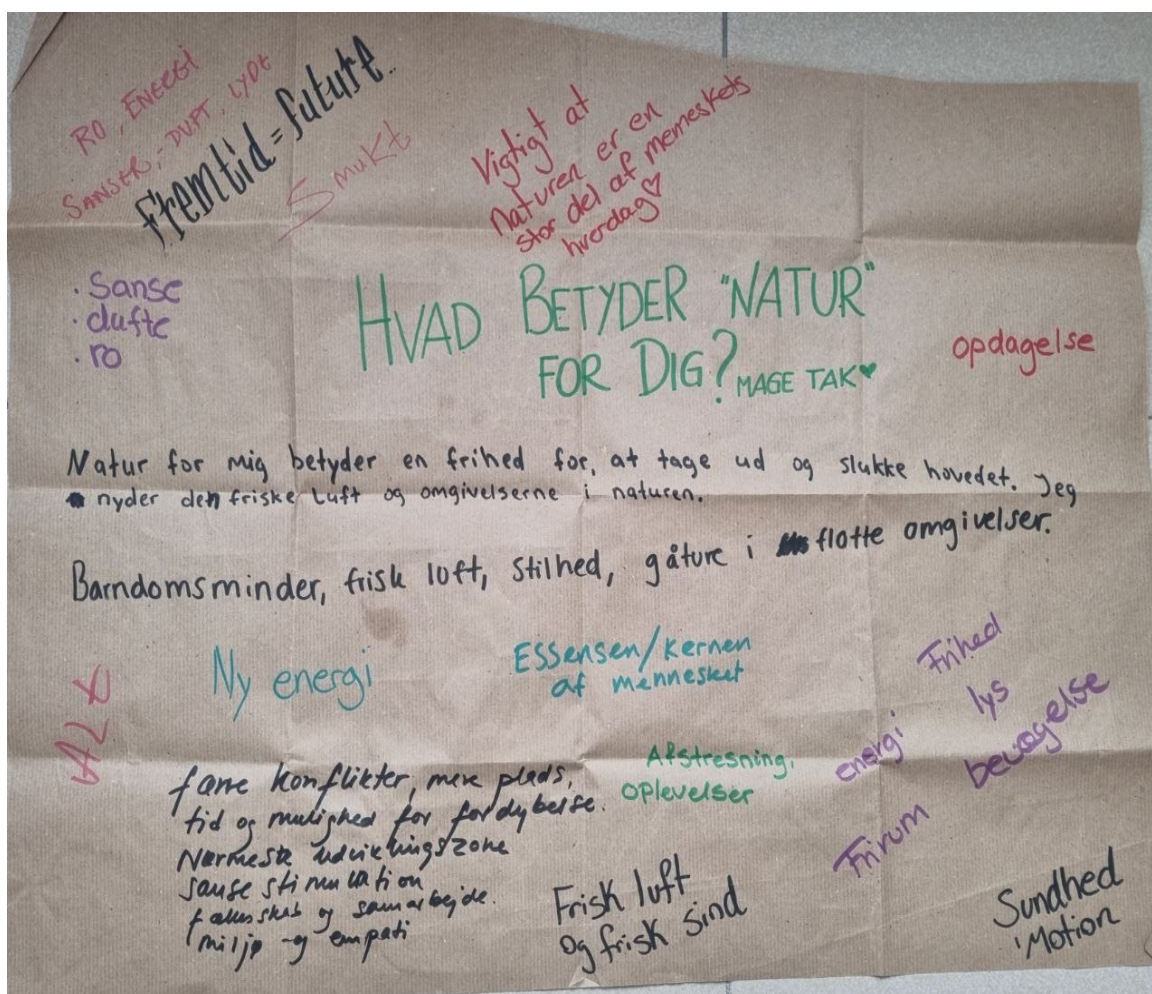 RO, ENERGI
SANSER, - DUFT, LYDE
Fremtid = future..
Smukt
Vigtigt at
Naturen er en
stor del af memeskets
hverdag♡
· Sanse
· dufte
· ro
HVAD BETYDER "NATUR"
FOR DIG? MAGE TAK♥
opdagelse
Natur for mig betyder en frihed for, at tage ud og slukke hovedet. Jeg
nyder den friske luft og omgivelserne i naturen.
Barndomsminder, frisk luft, stilhed, gåture i flotte omgivelser.
Ny energi
Essensen/kernen
af mennesket
ALT
Frihed
lys
energi
bevægelse
Frirum
Afstresning,
oplevelser
færre konflikter, mere plads,
tid og mulighed for fordybelse.
Nærmeste udviklingszone
sanse stimulation
fællesskab og samarbejde.
miljø og empati
Frisk luft
og frisk sind
Sundhed
Motion